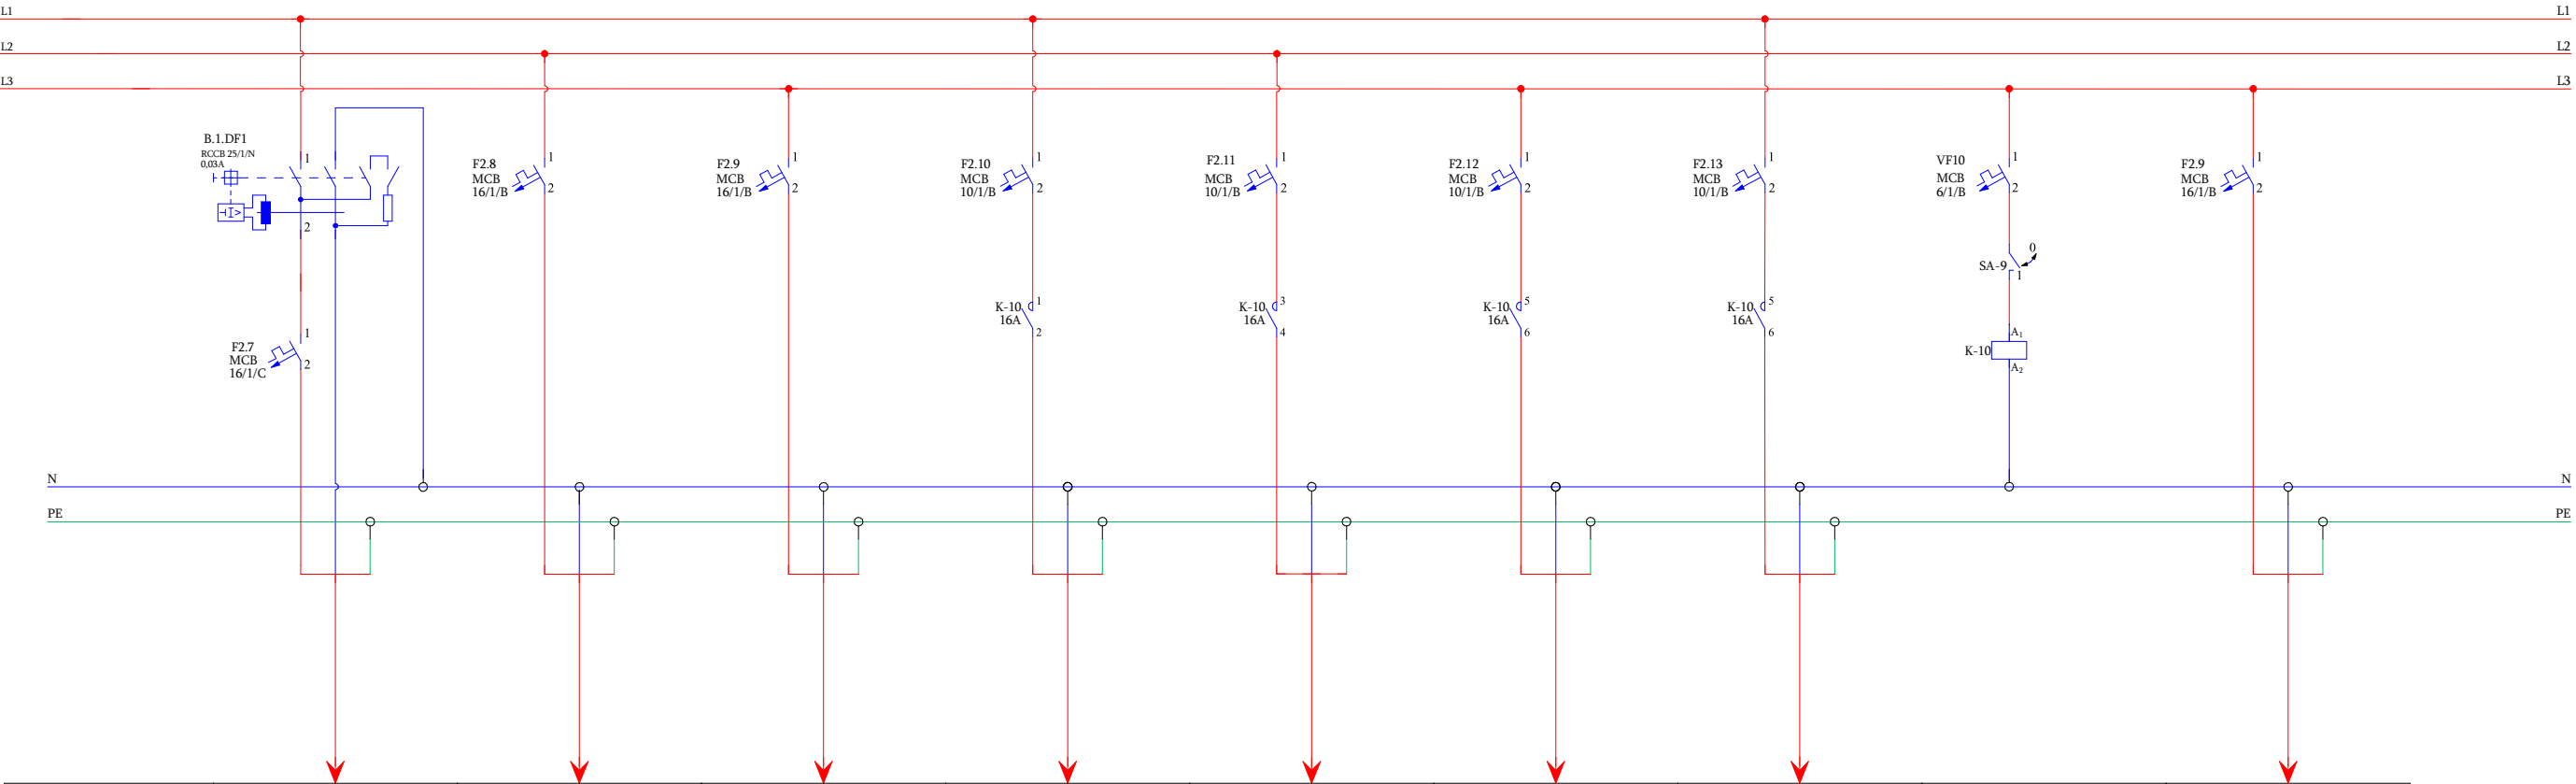 L1
L1
L2
L2
L3
L3
B.1.DF1
RCCB 25/1/N
0,03A
1
2
F2.7
MCB
16/1/C
1
2
F2.8
MCB
16/1/B
1
2
F2.9
MCB
16/1/B
1
2
F2.10
MCB
10/1/B
1
2
K-10
16A
1
2
F2.11
MCB
10/1/B
1
2
K-10
16A
3
4
F2.12
MCB
10/1/B
1
2
K-10
16A
5
6
F2.13
MCB
10/1/B
1
2
K-10
16A
5
6
VF10
MCB
6/1/B
1
2
SA-9
0
1
K-10
A1
A2
F2.9
MCB
16/1/B
1
2
N
N
PE
PE